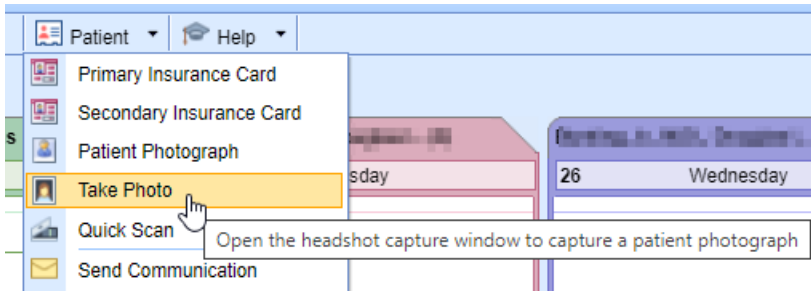 Patient Help
Primary Insurance Card
Secondary Insurance Card
s
Patient Photograph
sday
26 Wednesday
Take Photo
Quick Scan
Open the headshot capture window to capture a patient photograph
Send Communication